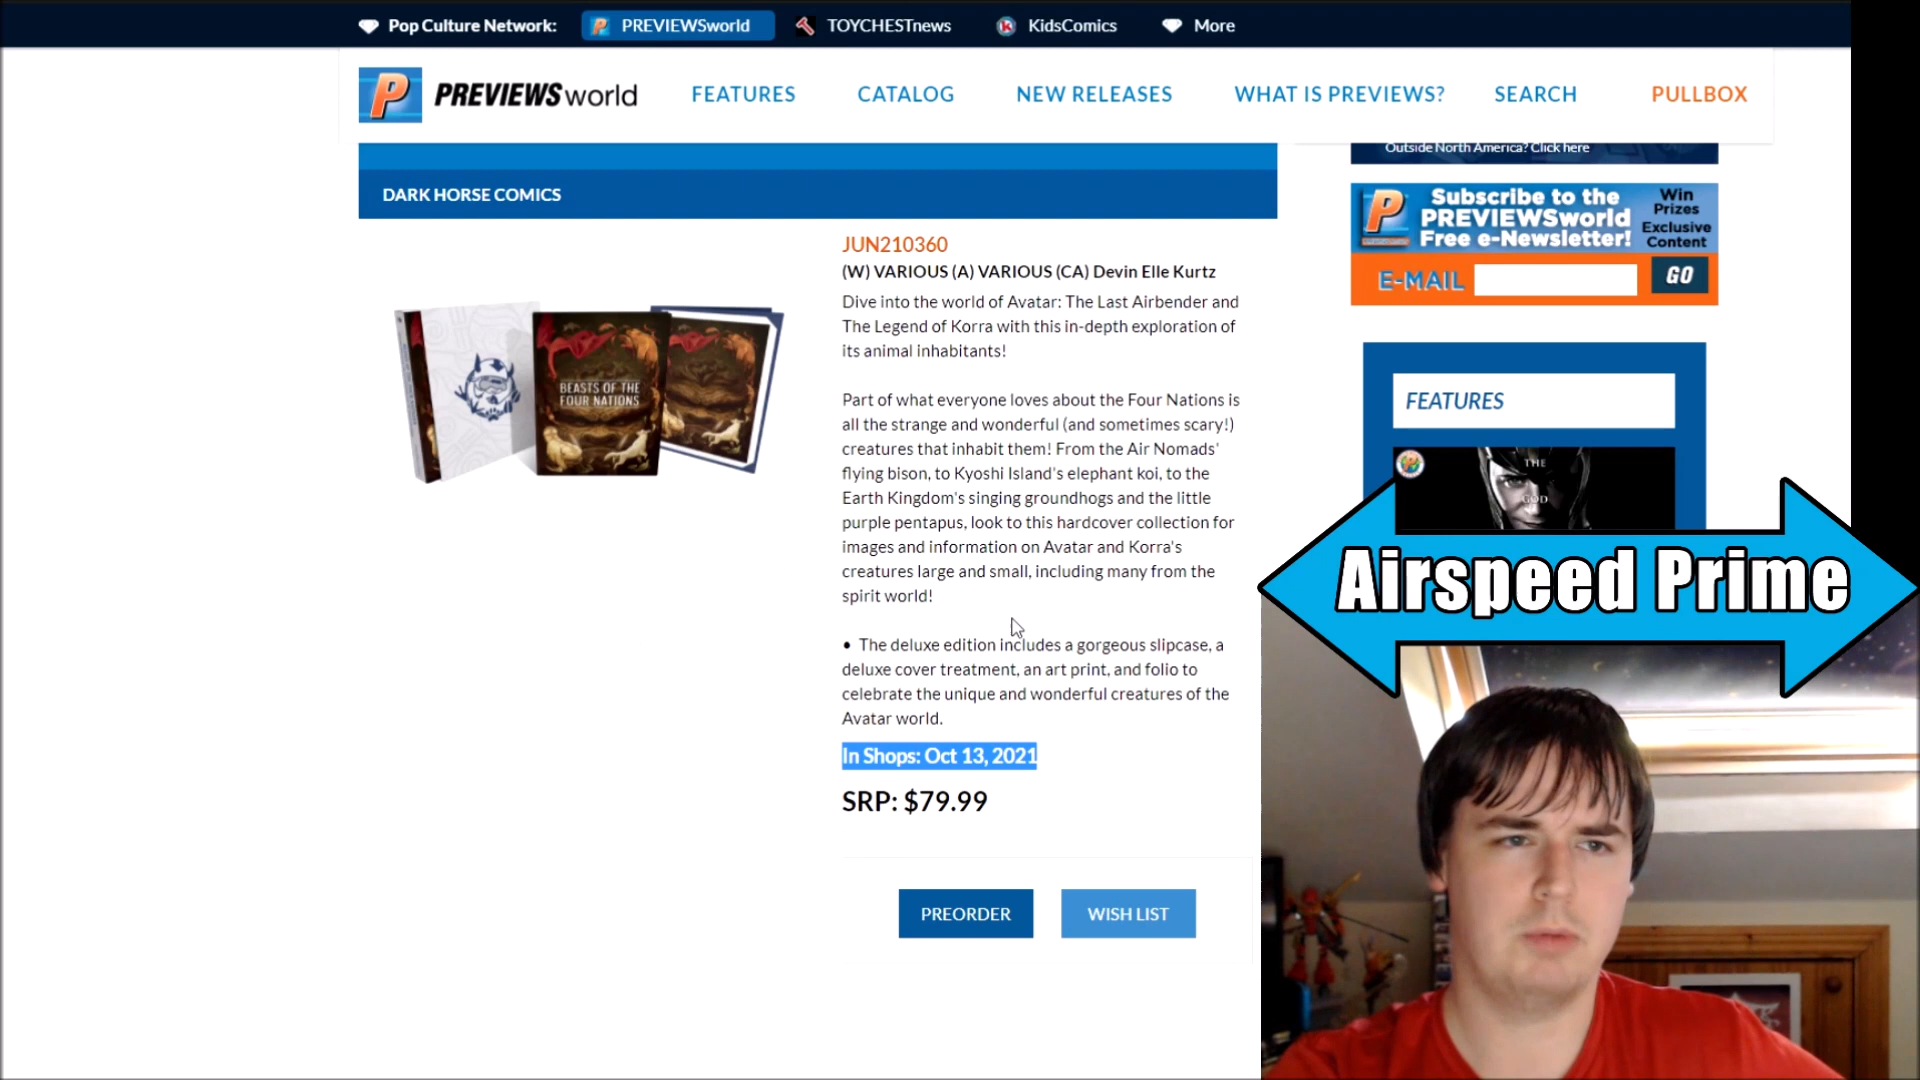 Pop Culture Network: PREVIEWSworld TOYCHESTnews KidsComics More
P PREVIEWSworld FEATURES CATALOG NEW RELEASES WHAT IS PREVIEWS? SEARCH PULLBOX
Outside North America? Click here
DARK HORSE COMICS
P Subscribe to the
PREVIEWSworld
Free e-Newsletter!
Win
Prizes
Exclusive
Content
E-MAIL GO
JUN210360
(W) VARIOUS (A) VARIOUS (CA) Devin Elle Kurtz
Dive into the world of Avatar: The Last Airbender and
The Legend of Korra with this in-depth exploration of
its animal inhabitants!
Part of what everyone loves about the Four Nations is
all the strange and wonderful (and sometimes scary!)
creatures that inhabit them! From the Air Nomads'
flying bison, to Kyoshi Island's elephant koi, to the
Earth Kingdom's singing groundhogs and the little
purple pentapus, look to this hardcover collection for
images and information on Avatar and Korra's
creatures large and small, including many from the
spirit world!
• The deluxe edition includes a gorgeous slipcase, a
deluxe cover treatment, an art print, and folio to
celebrate the unique and wonderful creatures of the
Avatar world.
In Shops: Oct 13, 2021
SRP: $79.99
PREORDER WISH LIST
BEASTS OF THE
FOUR NATIONS
FEATURES
THE
GOD
Airspeed Prime